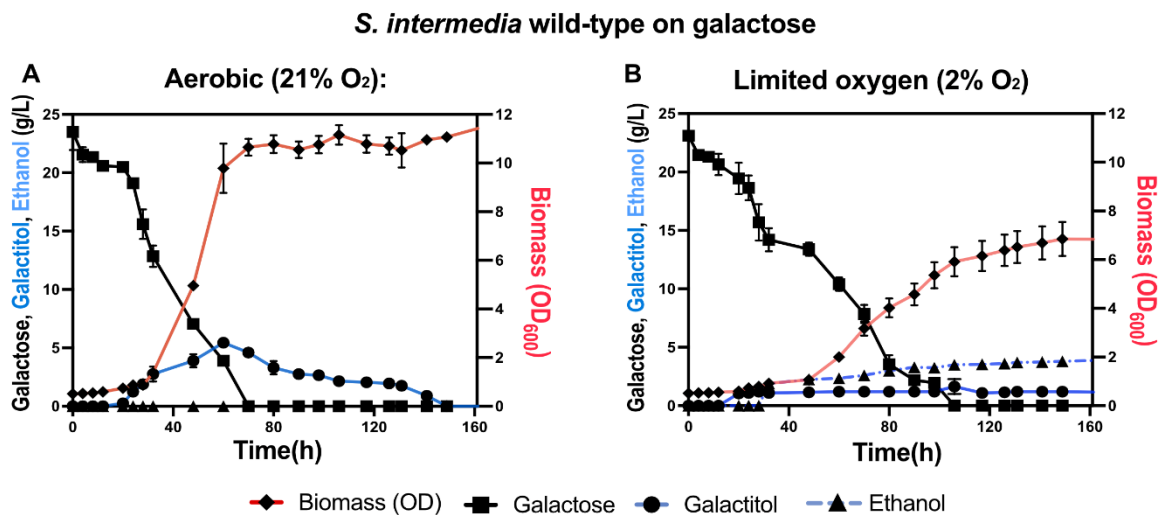 S. intermedia wild-type on galactose
A
Aerobic (21% O2):
Galactose, Galactitol, Ethanol (g/L)
25
20
15
10
5
0
12
10
8
6
4
2
0
Biomass (OD600)
0 40 80 120 160
Time(h)
B
Limited oxygen (2% O2)
Galactose, Galactitol, Ethanol (g/L)
25
20
15
10
5
0
12
10
8
6
4
2
0
Biomass (OD600)
0 40 80 120 160
Time(h)
Biomass (OD) Galactose Galactitol Ethanol